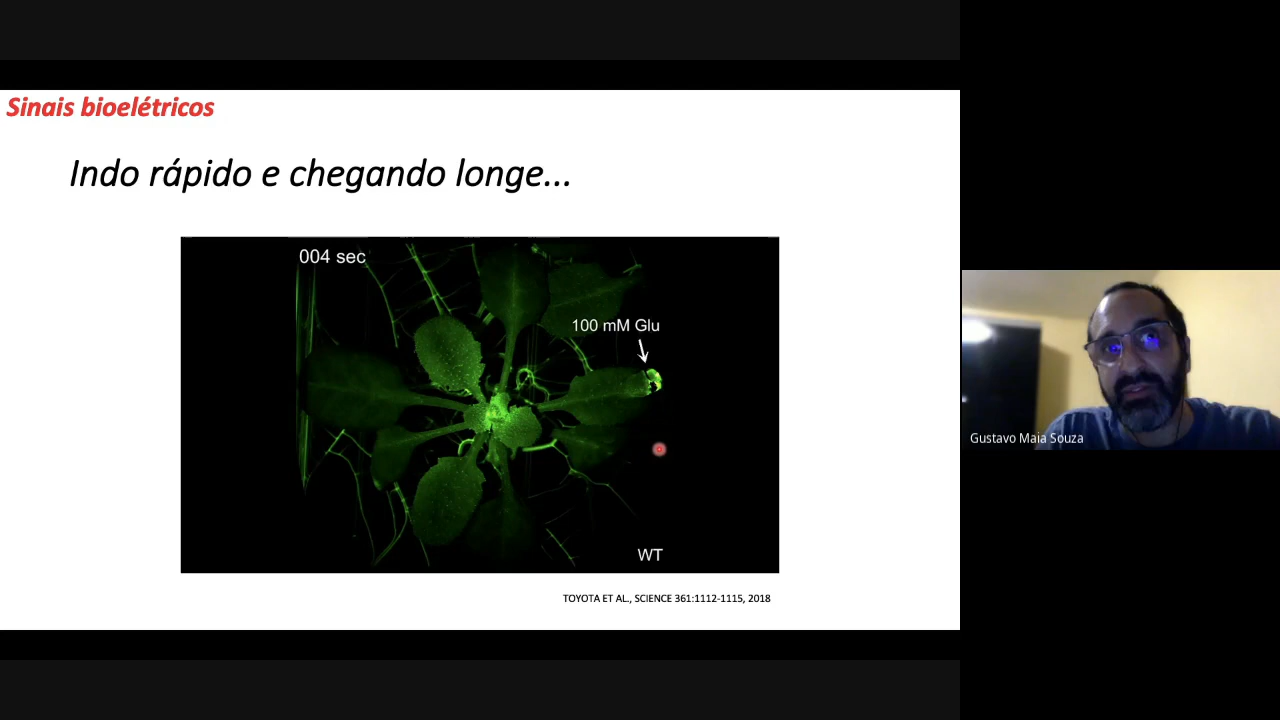 Sinais bioelétricos
Indo rápido e chegando longe...
004 sec
100 mM Glu
WT
TOYOTA ET AL., SCIENCE 361:1112-1115, 2018
Gustavo Maia Souza